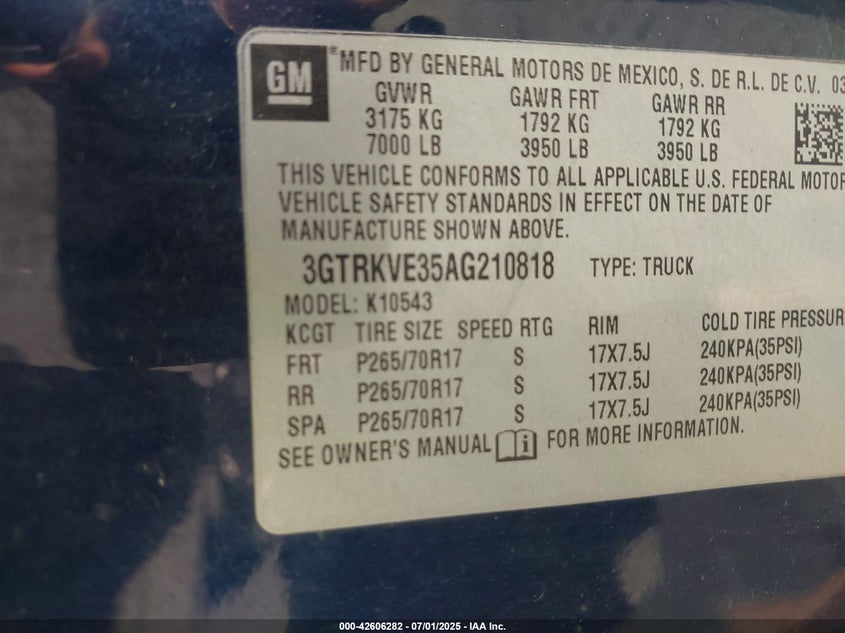 GM
® MFD BY GENERAL MOTORS DE MEXICO, S. DE R.L. DE C.V. 03
GVWR GAWR FRT GAWR RR
3175 KG 1792 KG 1792 KG
7000 LB 3950 LB 3950 LB
THIS VEHICLE CONFORMS TO ALL APPLICABLE U.S. FEDERAL MOTOR
VEHICLE SAFETY STANDARDS IN EFFECT ON THE DATE OF
MANUFACTURE SHOWN ABOVE.
3GTRKVE35AG210818 TYPE: TRUCK
MODEL: K10543
KCGT TIRE SIZE SPEED RTG RIM COLD TIRE PRESSUR
FRT P265/70R17 S 17X7.5J 240KPA(35PSI)
RR P265/70R17 S 17X7.5J 240KPA(35PSI)
SPA P265/70R17 S 17X7.5J 240KPA(35PSI)
SEE OWNER'S MANUAL i FOR MORE INFORMATION.
000-42606282 - 07/01/2025 - IAA Inc.